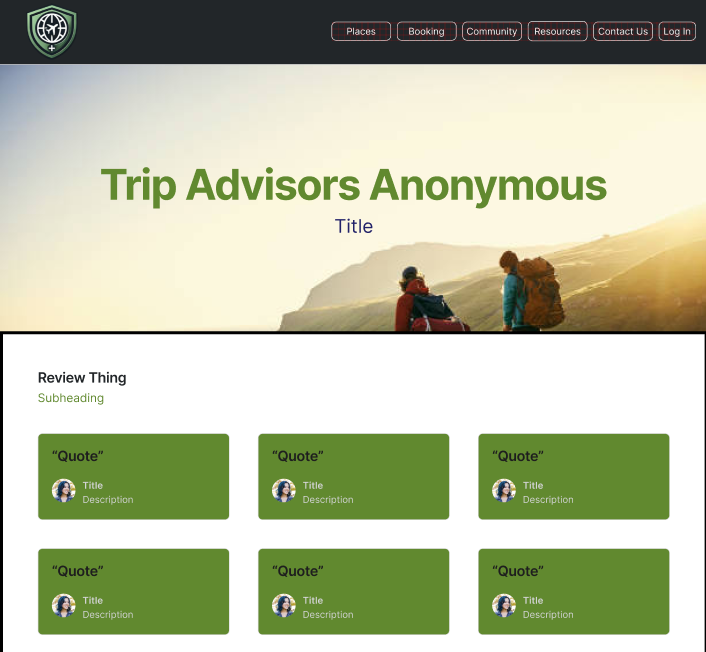 Places
Booking
Community
Resources
Contact Us
Log In
Trip Advisors Anonymous
Title
Review Thing
Subheading
“Quote”
Title
Description
“Quote”
Title
Description
“Quote”
Title
Description
“Quote”
Title
Description
“Quote”
Title
Description
“Quote”
Title
Description